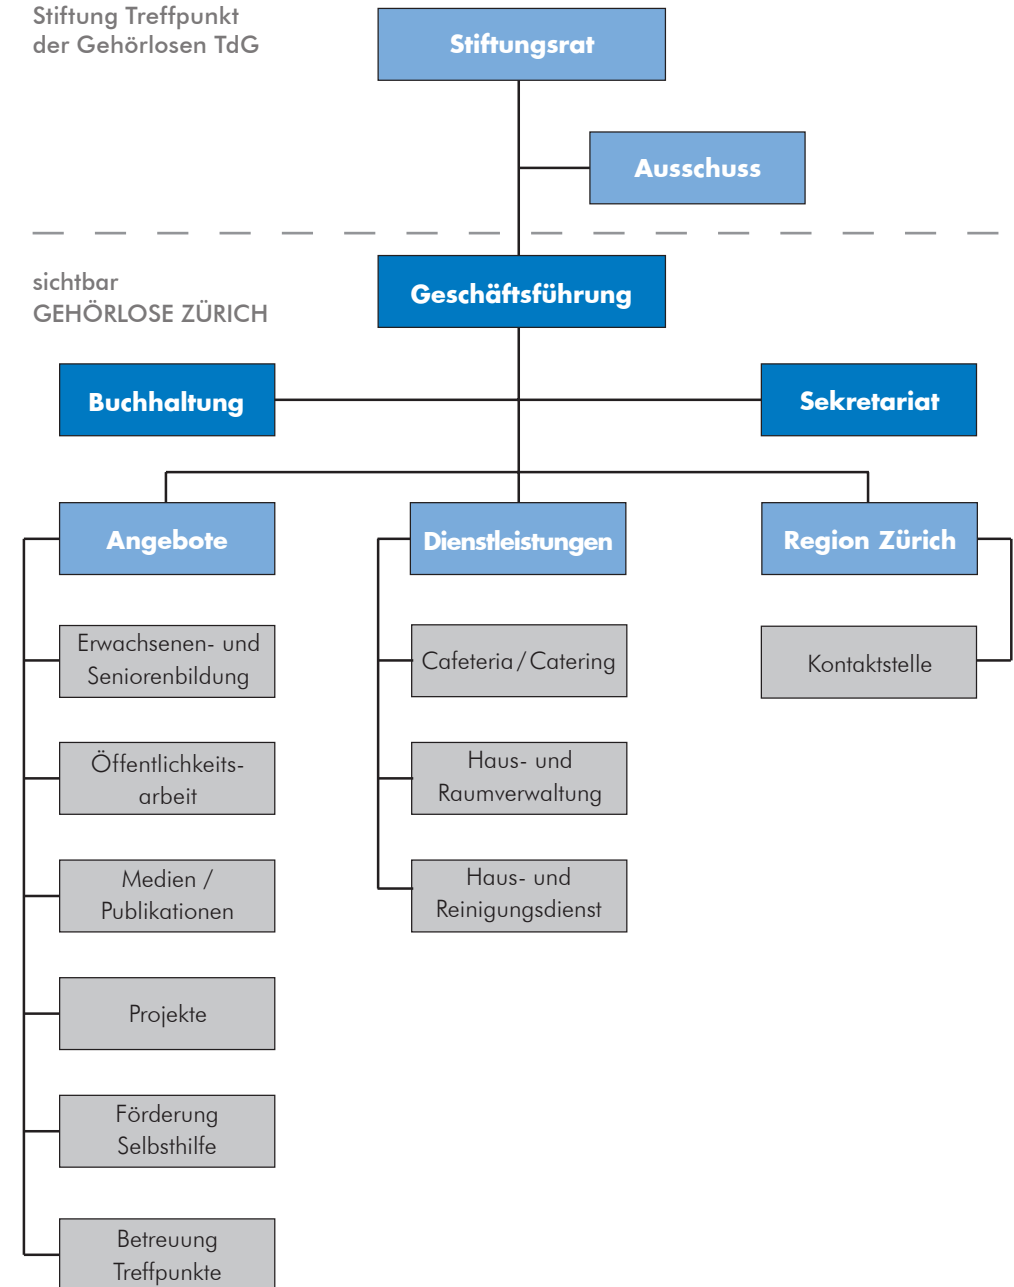 Stiftung Treffpunkt
der Gehörlosen TdG
Stiftungsrat
Ausschuss
sichtbar
GEHÖRLOSE ZÜRICH
Geschäftsführung
Buchhaltung
Sekretariat
Angebote
Dienstleistungen
Region Zürich
Erwachsenen- und
Seniorenbildung
Cafeteria / Catering
Kontaktstelle
Öffentlichkeits-
arbeit
Haus- und
Raumverwaltung
Medien /
Publikationen
Haus- und
Reinigungsdienst
Projekte
Förderung
Selbsthilfe
Betreuung
Treffpunkte